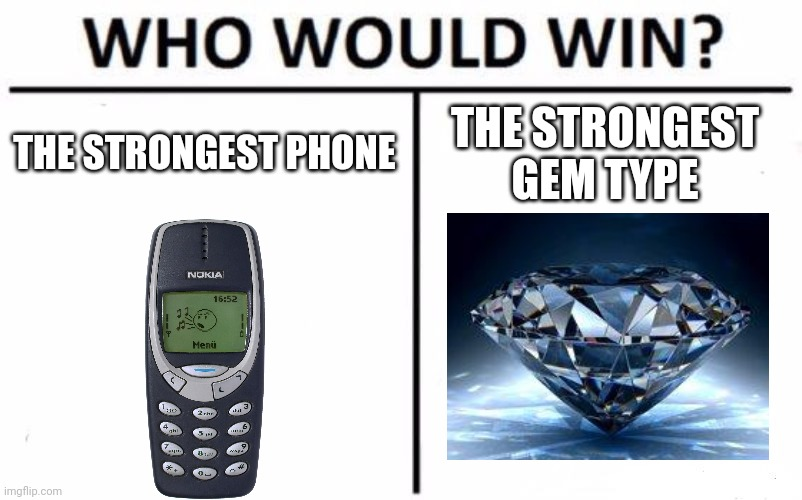 WHO WOULD WIN?
THE STRONGEST PHONE
THE STRONGEST
GEM TYPE
NOKIA
16:52
Menü
imgflip.com